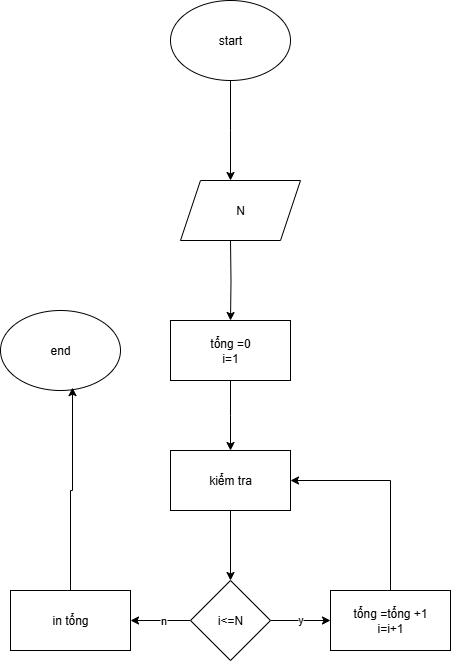 start
N
tổng =0
i=1
end
kiểm tra
in tổng
n
i<=N
y
tổng =tổng +1
i=i+1